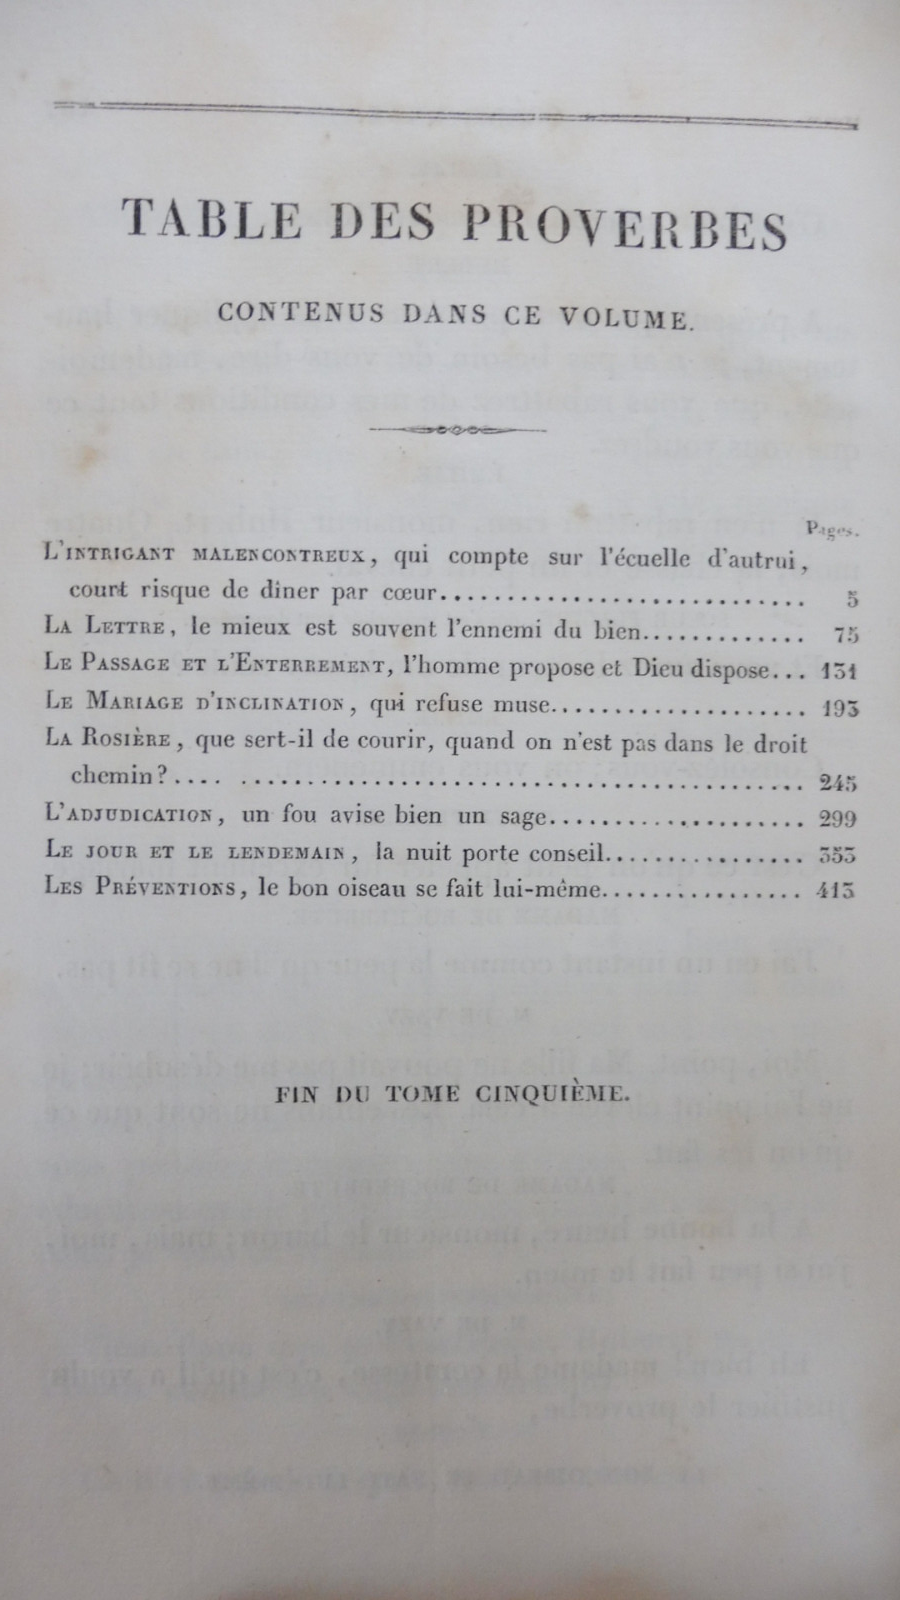 TABLE DES PROVERBES
CONTENUS DANS CE VOLUME.
Pages.
L'INTRIGANT MALENCONTREUX, qui compte sur l'écuelle d'autrui,
court risque de dîner par cœur........................... 5
LA LETTRE, le mieux est souvent l'ennemi du bien............. 75
LE PASSAGE ET L'ENTERREMENT, l'homme propose et Dieu dispose... 131
LE MARIAGE D'INCLINATION, qui refuse muse.................... 193
LA ROSIÈRE, que sert-il de courir, quand on n'est pas dans le droit
chemin?.... ........................................ 245
L'ADJUDICATION, un fou avise bien un sage.................... 299
LE JOUR ET LE LENDEMAIN, la nuit porte conseil................ 353
LES PRÉVENTIONS, le bon oiseau se fait lui-même................ 413
FIN DU TOME CINQUIÈME.